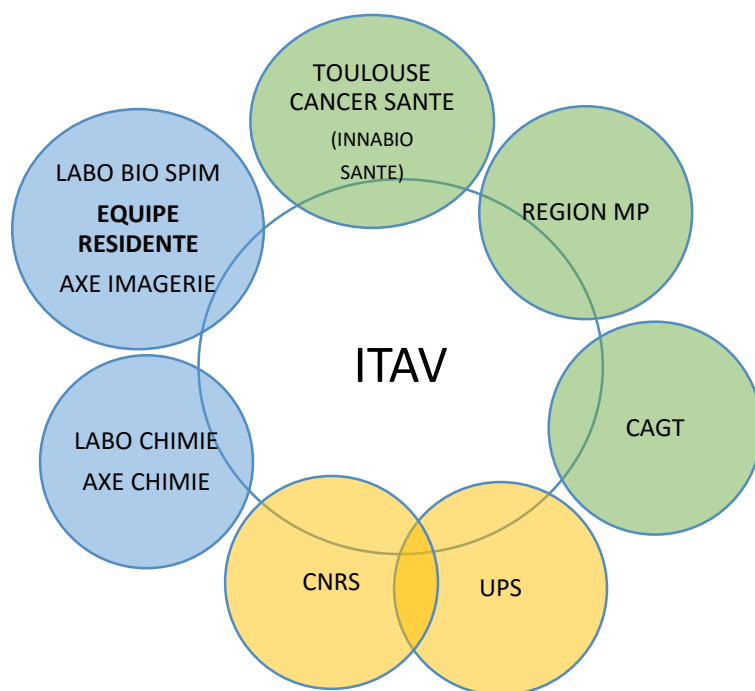 TOULOUSE
CANCER SANTE
(INNABIO
SANTE)
LABO BIO SPIM
EQUIPE
RESIDENTE
AXE IMAGERIE
REGION MP
ITAV
CAGT
LABO CHIMIE
AXE CHIMIE
CNRS
UPS